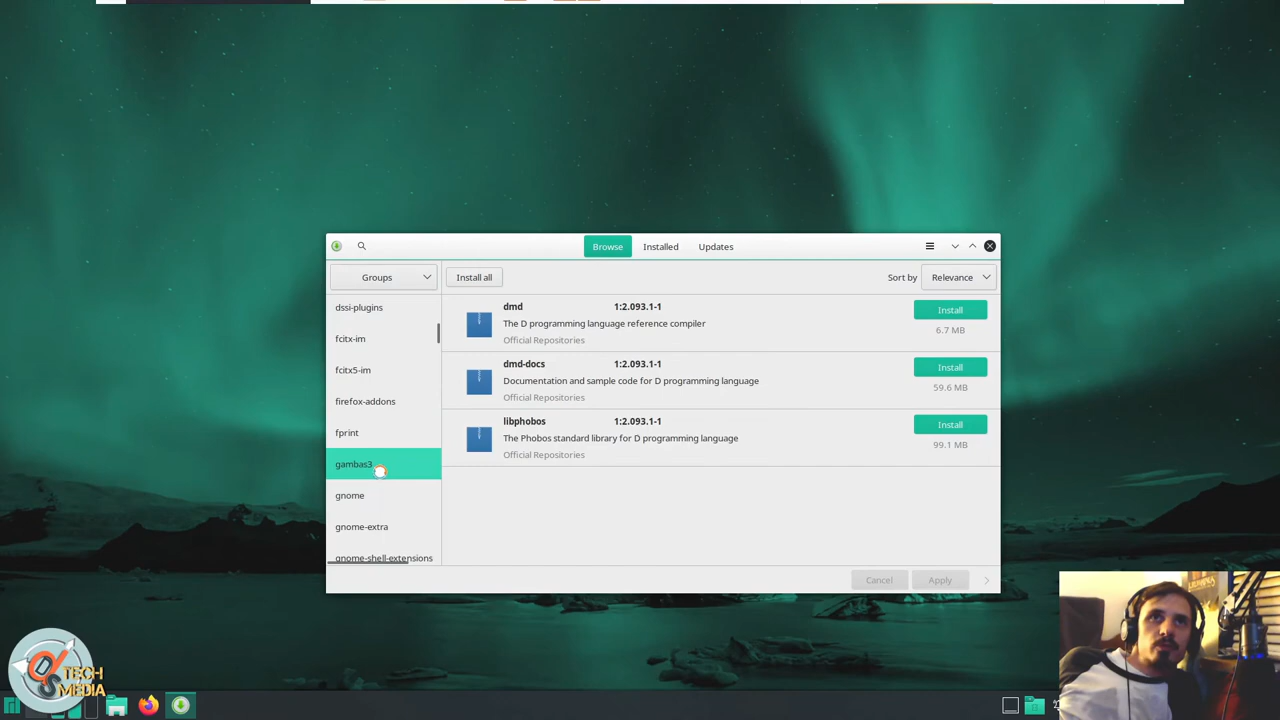 Browse
Installed
Updates
Groups
Install all
Sort by
Relevance
dssi-plugins
fcitx-im
fcitx5-im
firefox-addons
fprint
gambas3
gnome
gnome-extra
gnome-shell-extensions
dmd 1:2.093.1-1
The D programming language reference compiler
Official Repositories
Install
6.7 MB
dmd-docs 1:2.093.1-1
Documentation and sample code for D programming language
Official Repositories
Install
59.6 MB
libphobos 1:2.093.1-1
The Phobos standard library for D programming language
Official Repositories
Install
99.1 MB
Cancel
Apply
TECH
MEDIA